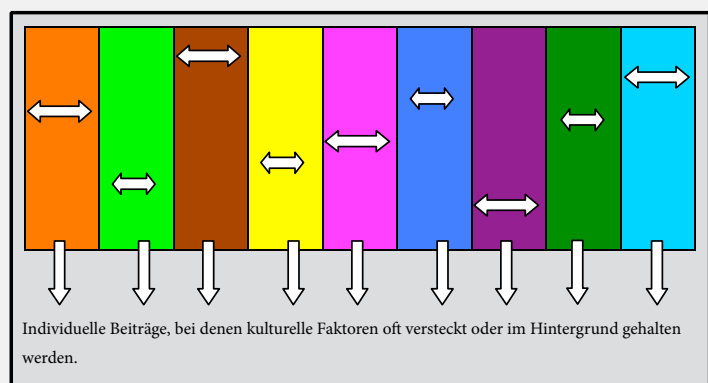 Individuelle Beiträge, bei denen kulturelle Faktoren oft versteckt oder im Hintergrund gehalten
werden.